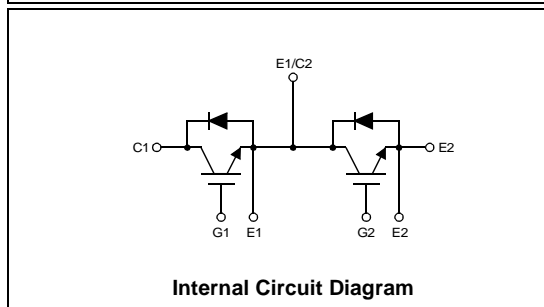 E1/C2
C1
E2
G1
E1
G2
E2
Internal Circuit Diagram